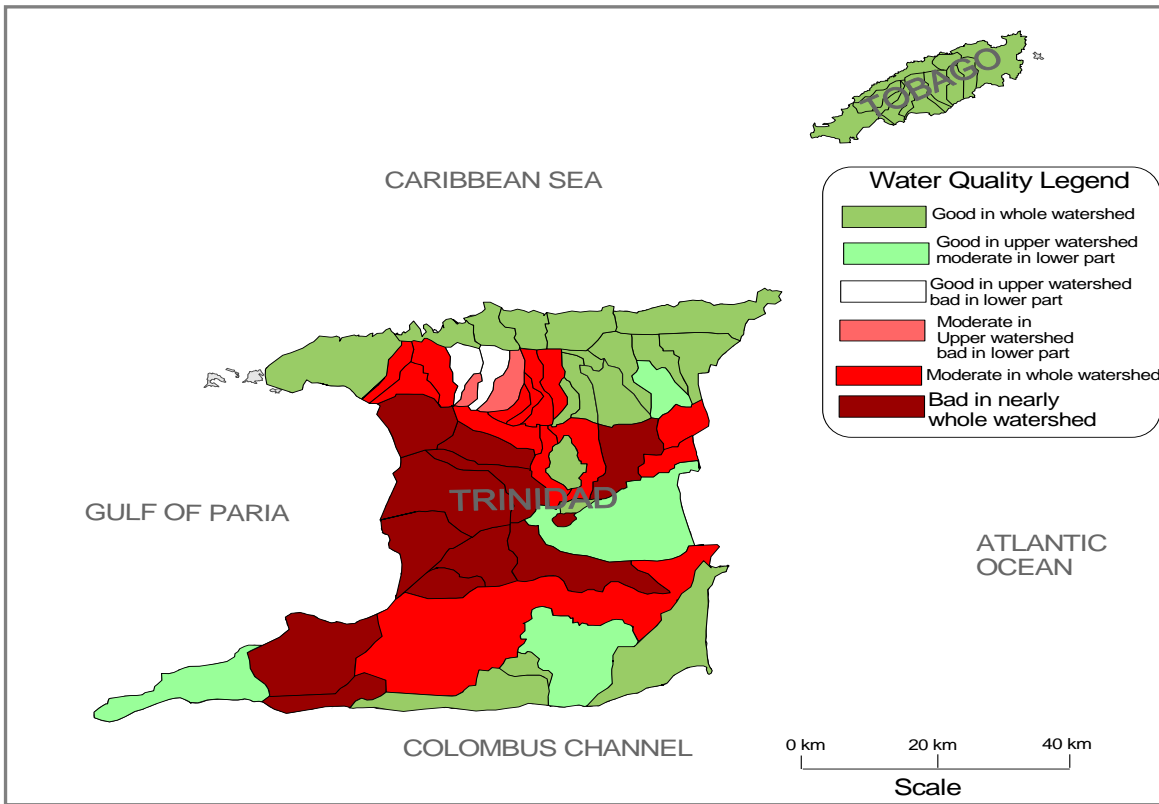 TOBAGO
CARIBBEAN SEA
Water Quality Legend
Good in whole watershed
Good in upper watershed
moderate in lower part
Good in upper watershed
bad in lower part
Moderate in
Upper watershed
bad in lower part
Moderate in whole watershed
Bad in nearly
whole watershed
TRINIDAD
GULF OF PARIA
ATLANTIC
OCEAN
COLOMBUS CHANNEL
0 km
20 km
40 km
Scale